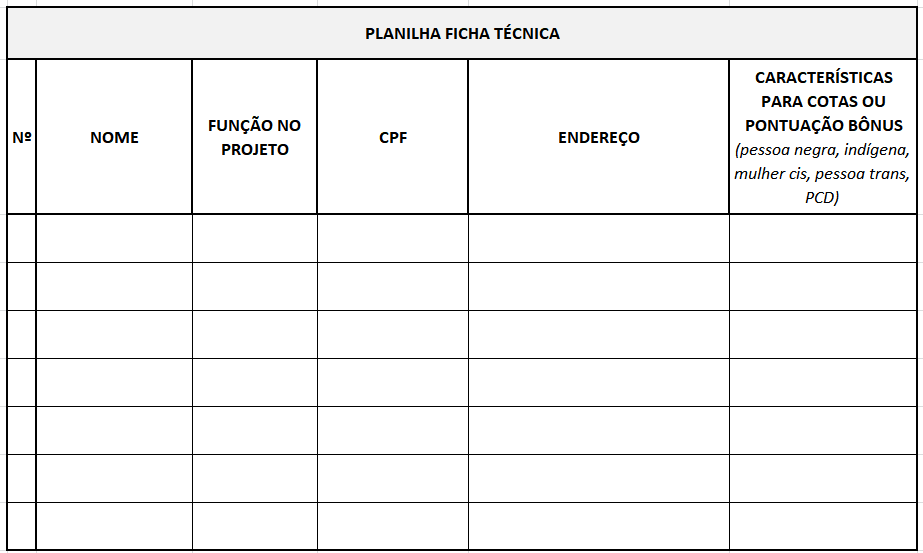 PLANILHA FICHA TÉCNICA
Nº
NOME
FUNÇÃO NO
PROJETO
CPF
ENDEREÇO
CARACTERÍSTICAS
PARA COTAS OU
PONTUAÇÃO BÔNUS
(pessoa negra, indígena,
mulher cis, pessoa trans,
PCD)